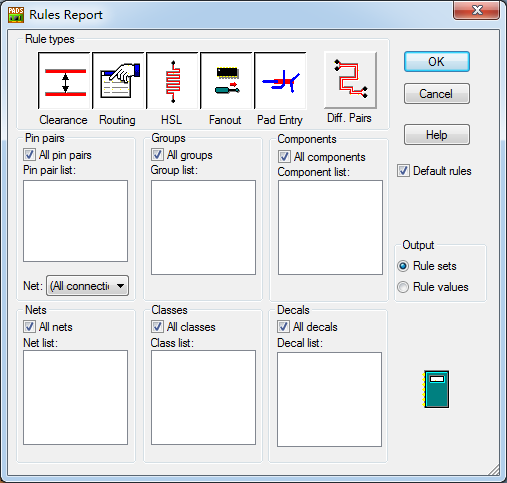 PADS
Rules Report
Rule types
Clearance
Routing
HSL
Fanout
Pad Entry
Diff. Pairs
OK
Cancel
Help
Default rules
Pin pairs
All pin pairs
Pin pair list:
Net:
(All connectic
Groups
All groups
Group list:
Components
All components
Component list:
Output
Rule sets
Rule values
Nets
All nets
Net list:
Classes
All classes
Class list:
Decals
All decals
Decal list: